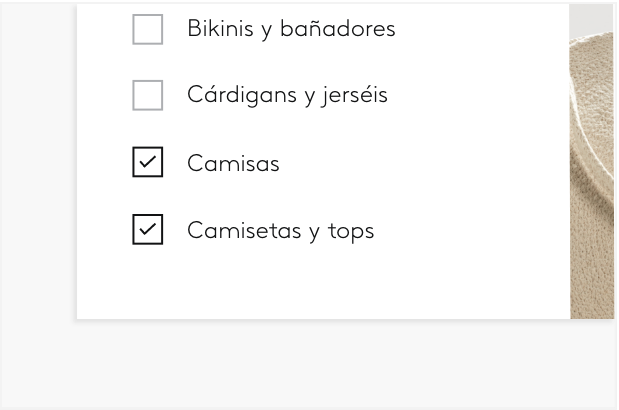 Bikinis y bañadores
Cárdigans y jerséis
Camisas
Camisetas y tops